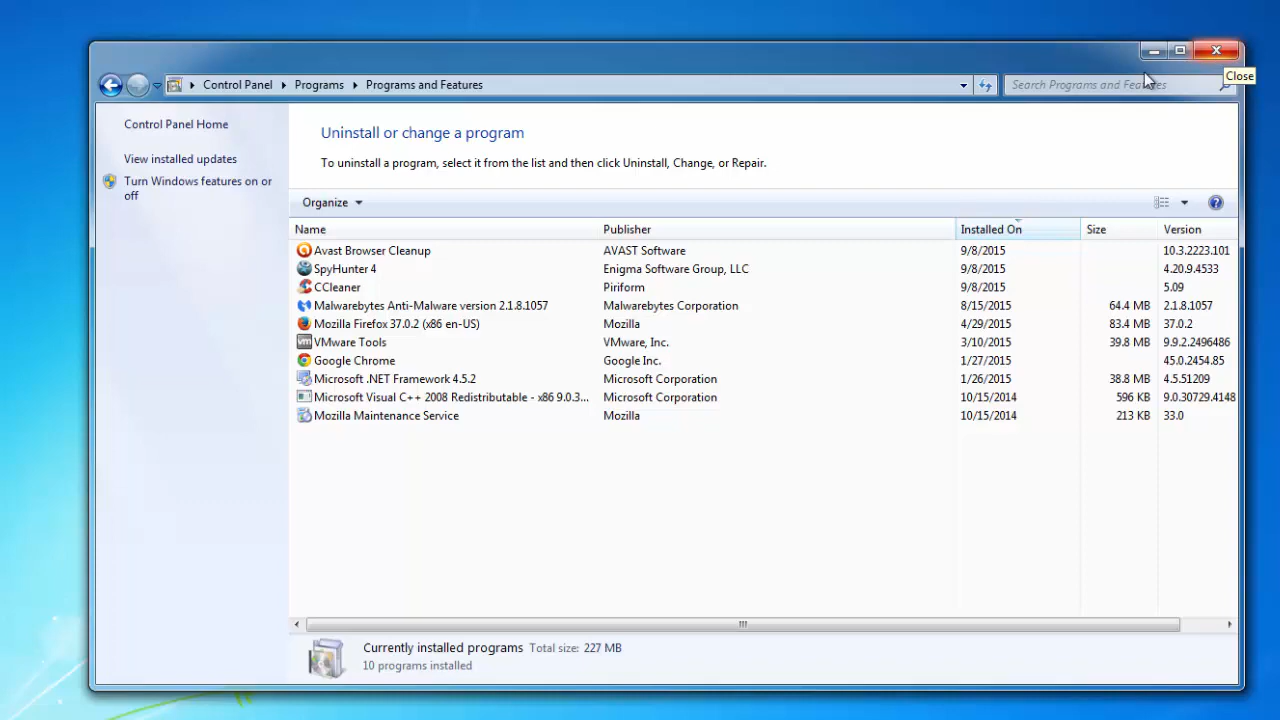 Close
Control Panel Programs Programs and Features
Search Programs and Features
Control Panel Home
View installed updates
Turn Windows features on or
off
Uninstall or change a program
To uninstall a program, select it from the list and then click Uninstall, Change, or Repair.
Organize
Name Publisher Installed On Size Version
Avast Browser Cleanup AVAST Software 9/8/2015 10.3.2223.101
SpyHunter 4 Enigma Software Group, LLC 9/8/2015 4.20.9.4533
CCleaner Piriform 9/8/2015 5.09
Malwarebytes Anti-Malware version 2.1.8.1057 Malwarebytes Corporation 8/15/2015 64.4 MB 2.1.8.1057
Mozilla Firefox 37.0.2 (x86 en-US) Mozilla 4/29/2015 83.4 MB 37.0.2
VMware Tools VMware, Inc. 3/10/2015 39.8 MB 9.9.2.2496486
Google Chrome Google Inc. 1/27/2015 45.0.2454.85
Microsoft .NET Framework 4.5.2 Microsoft Corporation 1/26/2015 38.8 MB 4.5.51209
Microsoft Visual C++ 2008 Redistributable - x86 9.0.3... Microsoft Corporation 10/15/2014 596 KB 9.0.30729.4148
Mozilla Maintenance Service Mozilla 10/15/2014 213 KB 33.0
Currently installed programs Total size: 227 MB
10 programs installed